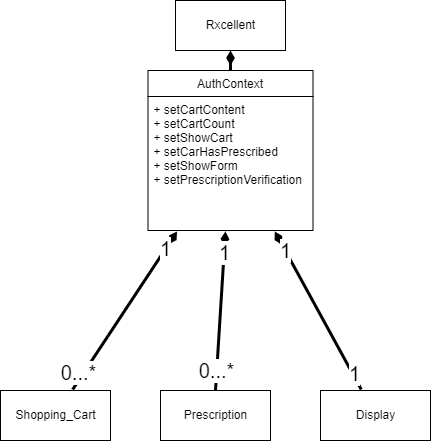 Rxcellent
AuthContext
+ setCartContent
+ setCartCount
+ setShowCart
+ setCarHasPrescribed
+ setShowForm
+ setPrescriptionVerification
1
1
1
0...*
0...*
1
Shopping_Cart
Prescription
Display